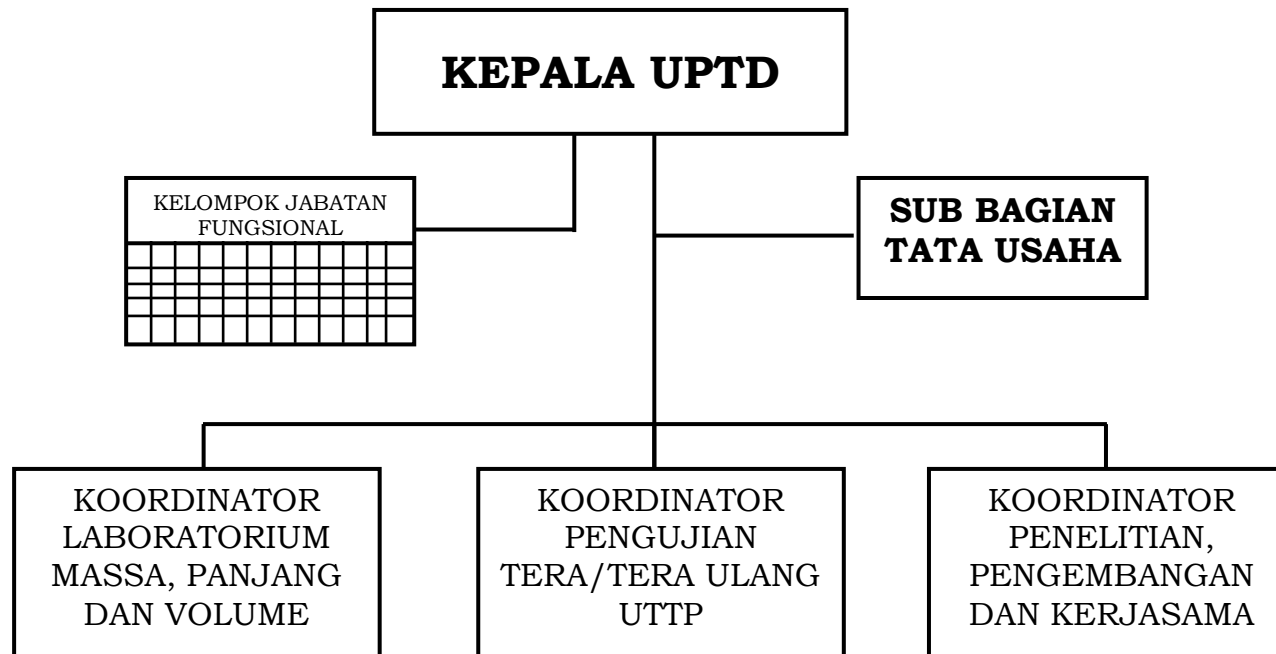 KEPALA UPTD
KELOMPOK JABATAN
FUNGSIONAL
SUB BAGIAN
TATA USAHA
KOORDINATOR
LABORATORIUM
MASSA, PANJANG
DAN VOLUME
KOORDINATOR
PENGUJIAN
TERA/TERA ULANG
UTTP
KOORDINATOR
PENELITIAN,
PENGEMBANGAN
DAN KERJASAMA